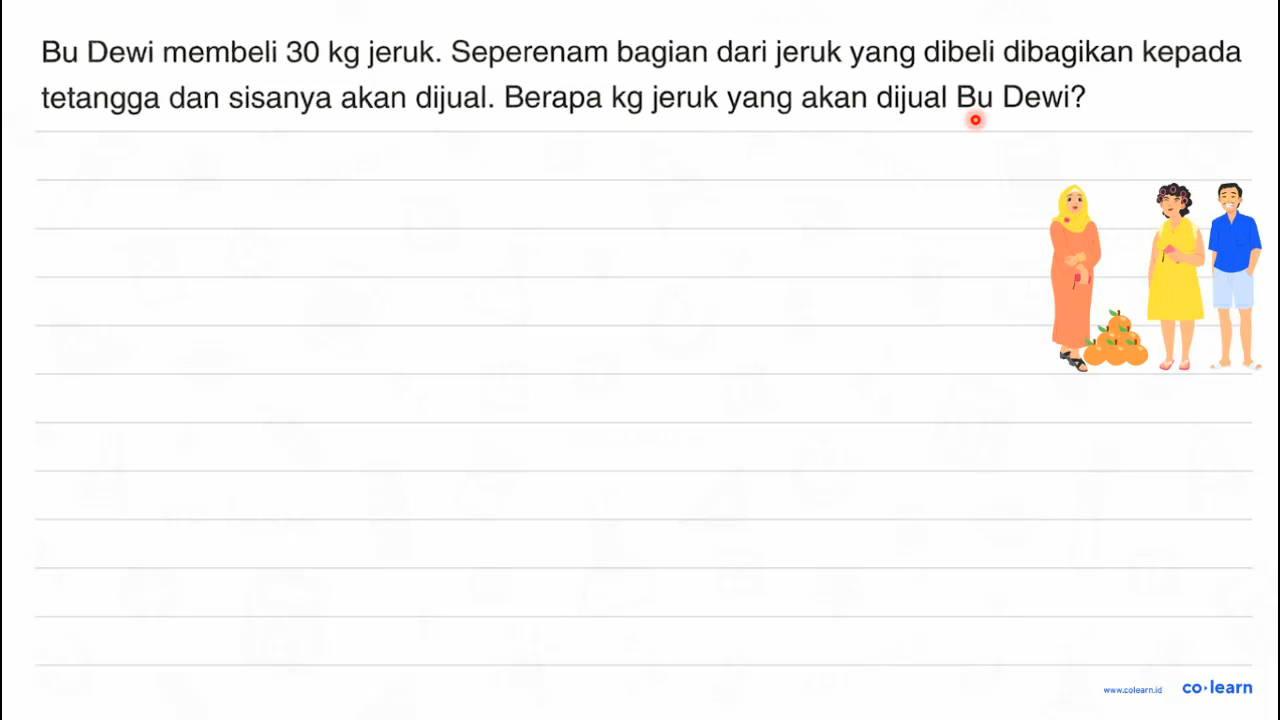 Bu Dewi membeli 30 kg jeruk. Seperenam bagian dari jeruk yang dibeli dibagikan kepada
tetangga dan sisanya akan dijual. Berapa kg jeruk yang akan dijual Bu Dewi?
www.colearn.id co·learn